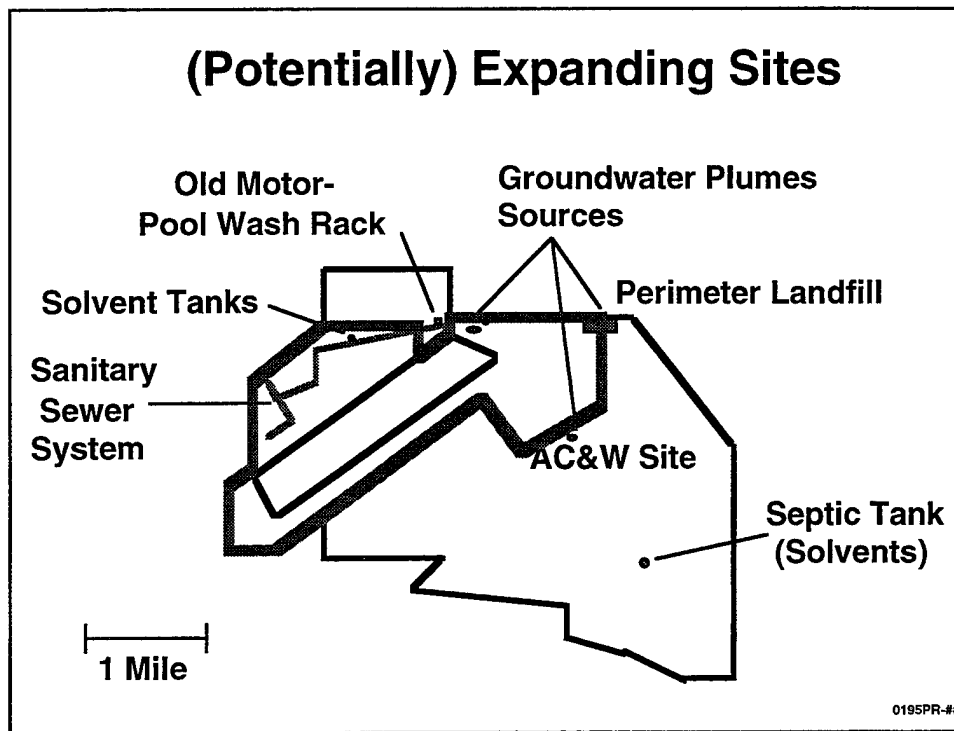 (Potentially) Expanding Sites
Old Motor-
Pool Wash Rack
Groundwater Plumes
Sources
Solvent Tanks
Perimeter Landfill
Sanitary
Sewer
System
AC&W Site
Septic Tank
(Solvents)
1 Mile